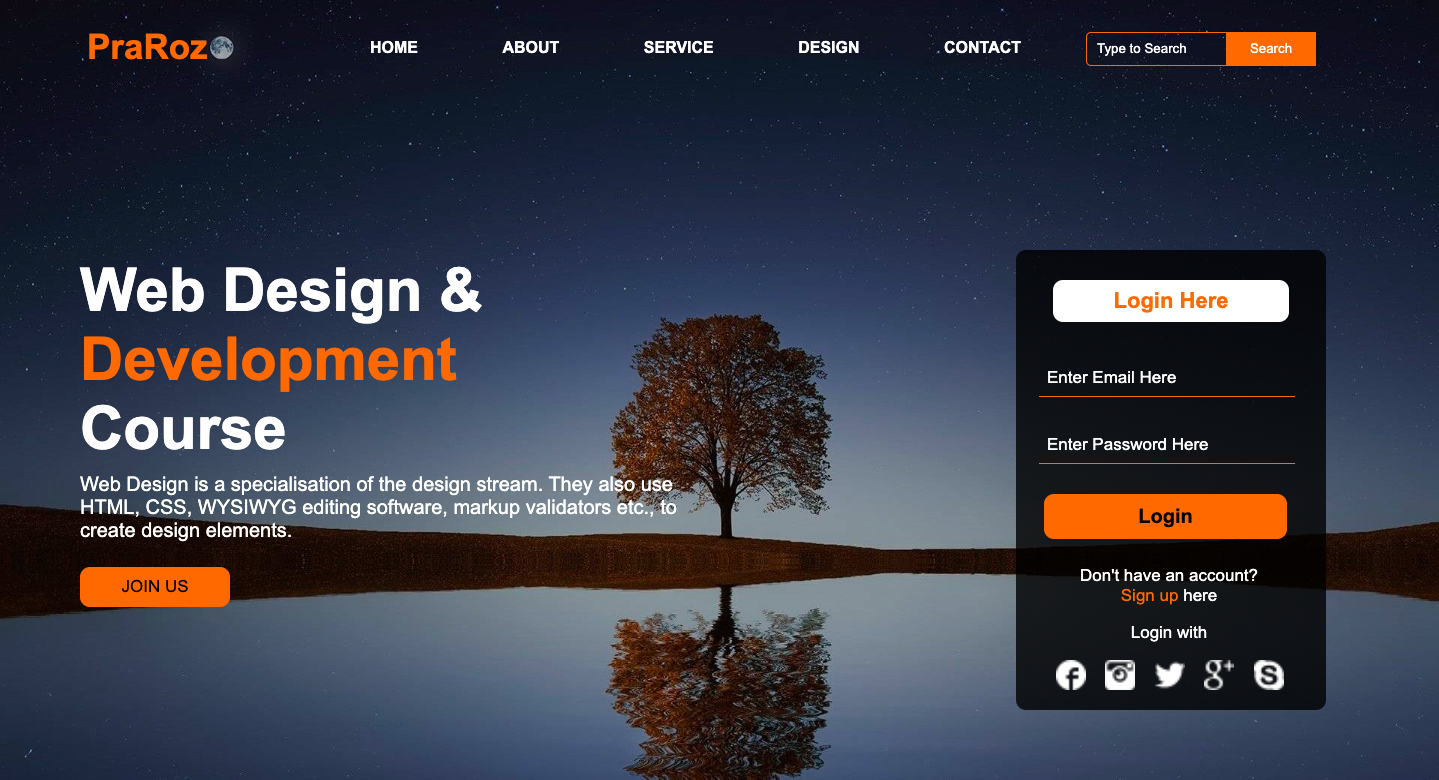 PraRoz
HOME
ABOUT
SERVICE
DESIGN
CONTACT
Type to Search
Search
Web Design &
Development
Course
Web Design is a specialisation of the design stream. They also use
HTML, CSS, WYSIWYG editing software, markup validators etc., to
create design elements.
JOIN US
Login Here
Enter Email Here
Enter Password Here
Login
Don't have an account?
Sign up here
Login with